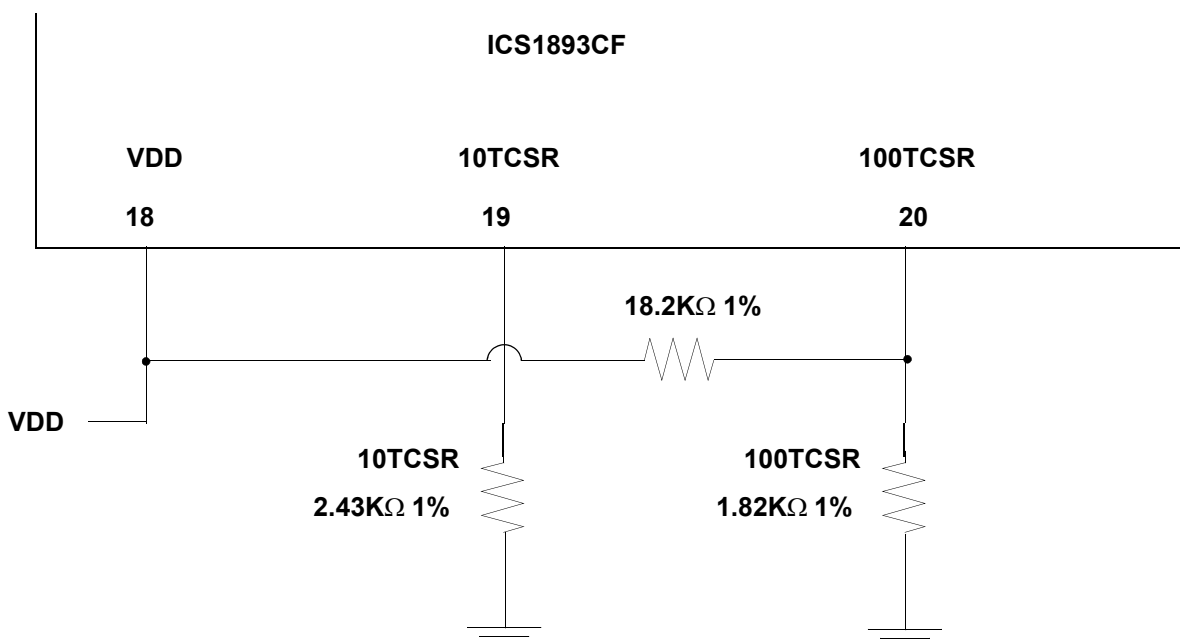 ICS1893CF
VDD 10TCSR 100TCSR
18 19 20
18.2KΩ 1%
VDD
10TCSR 100TCSR
2.43KΩ 1% 1.82KΩ 1%